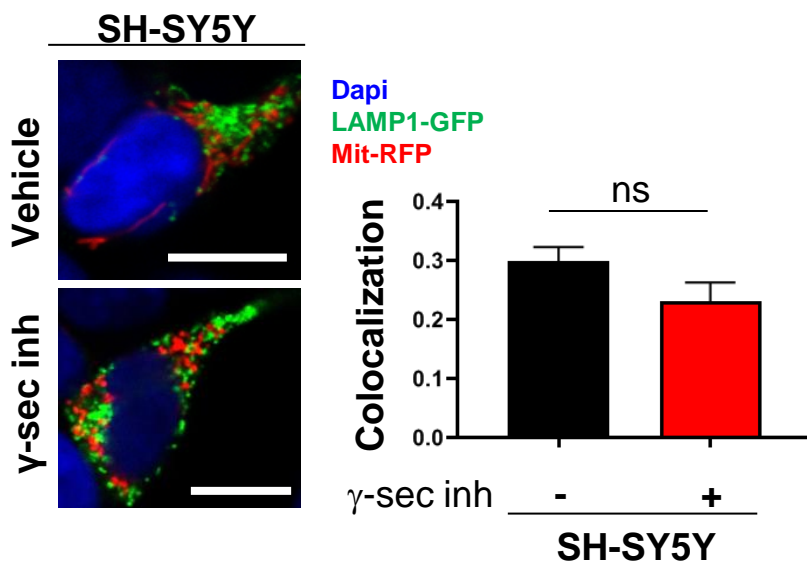 SH-SY5Y
Vehicle
γ-sec inh
Dapi
LAMP1-GFP
Mit-RFP
Colocalization
0.4
0.3
0.2
0.1
0.0
ns
γ-sec inh - +
SH-SY5Y